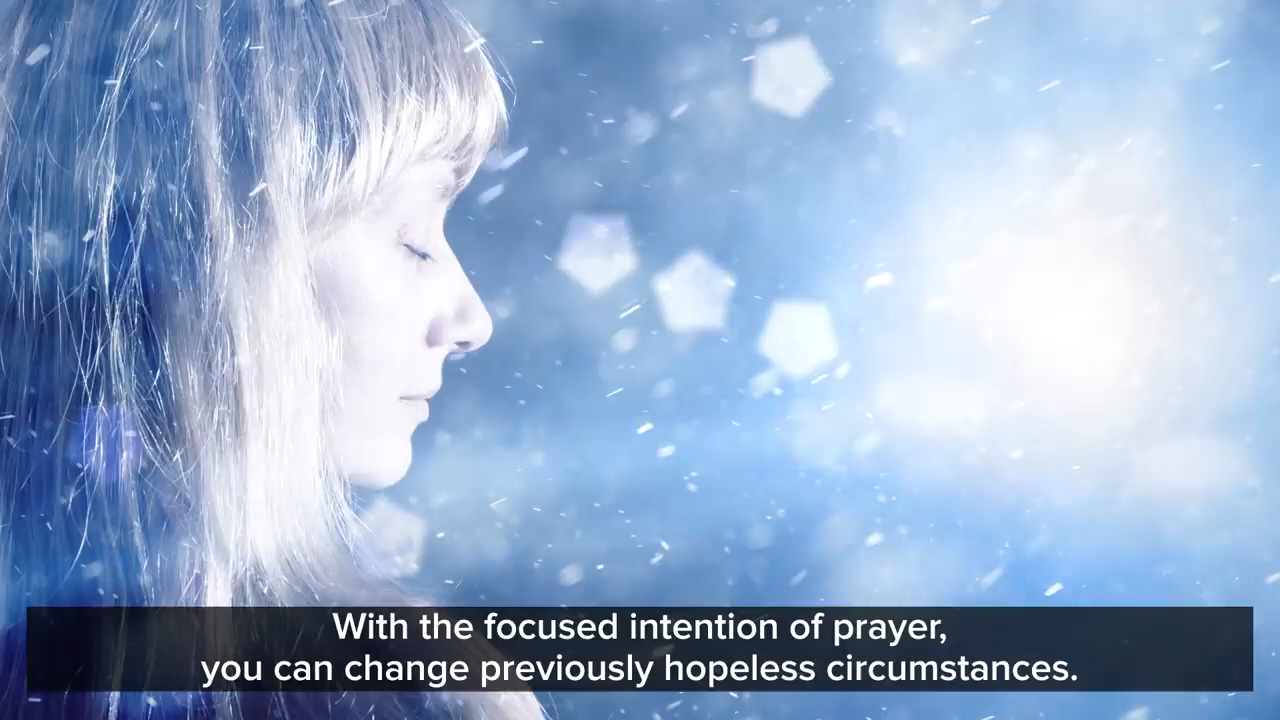 With the focused intention of prayer,
you can change previously hopeless circumstances.